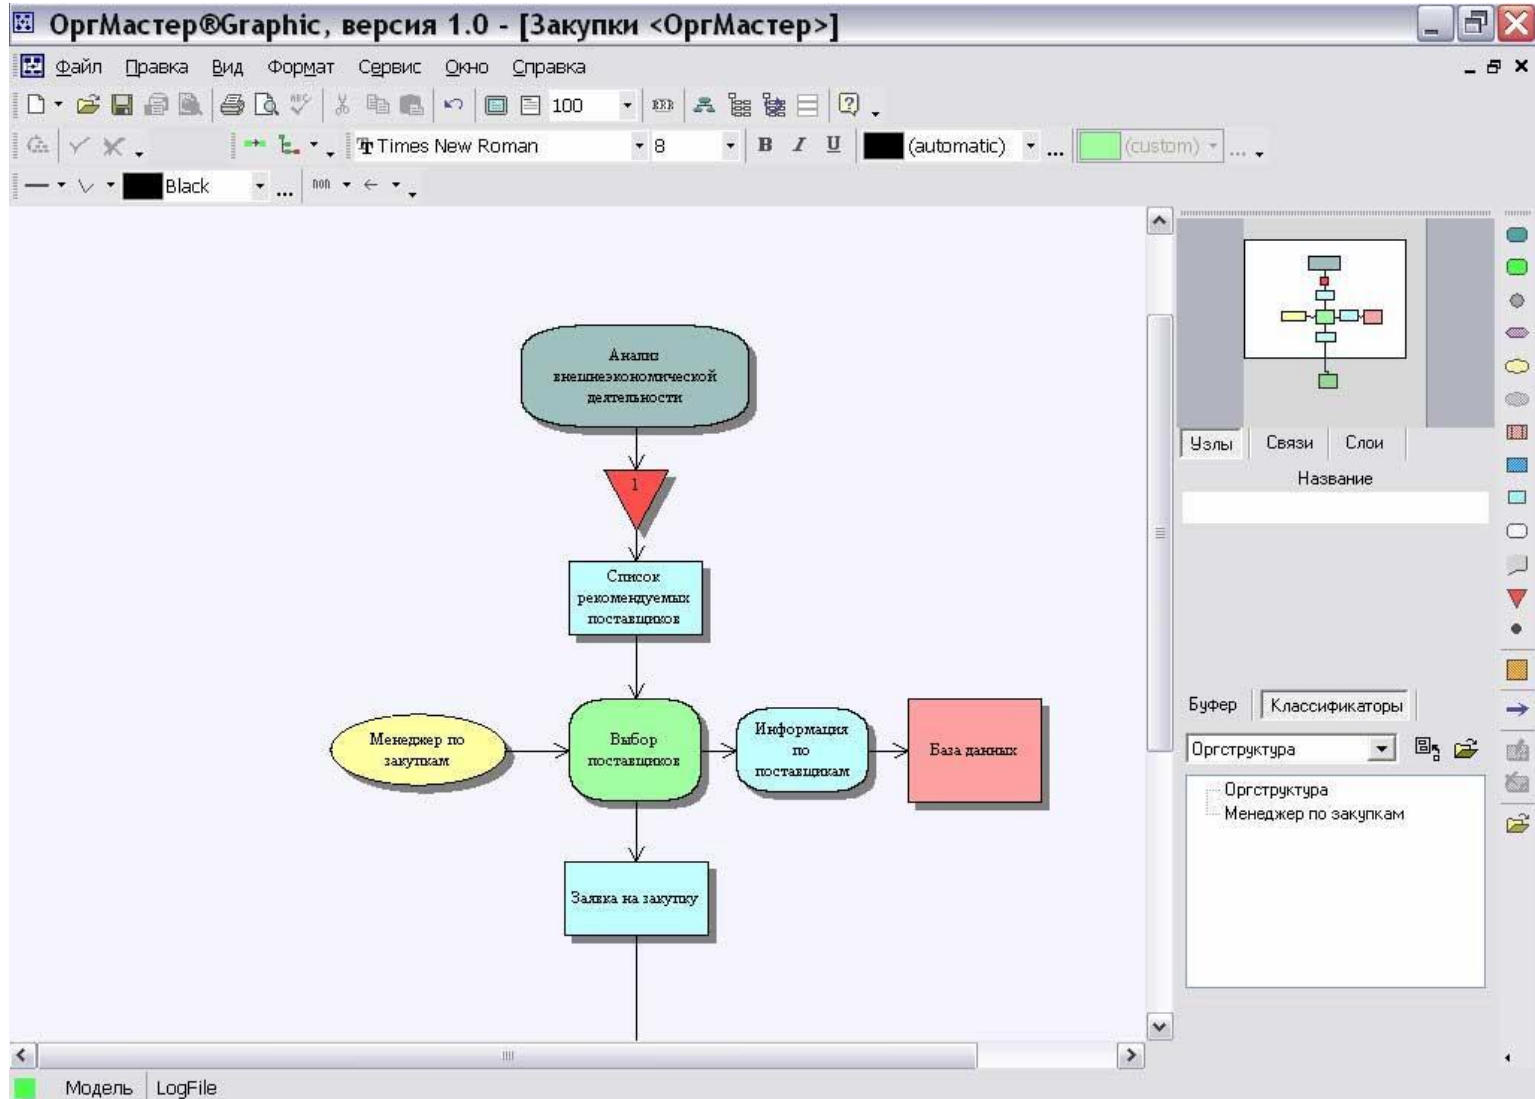 ОргМастер®Graphic, версия 1.0 - [Закупки <ОргМастер>]
Файл Правка Вид Формат Сервис Окно Справка
100
Times New Roman 8 B I U (automatic) ... (custom) ...
Black ...
Анализ
внешнеэкономической
деятельности
1
Список
рекомендуемых
поставщиков
Менеджер по
закупкам
Выбор
поставщиков
Информация
по
поставщикам
База данных
Заявка на закупку
Узлы Связи Слои
Название
Буфер Классификаторы
Оргструктура
Оргструктура
Менеджер по закупкам
Модель LogFile